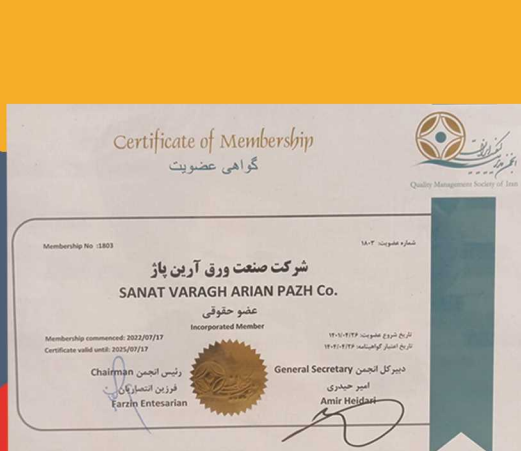 Certificate of Membership
گواهی عضویت
Quality Management Society of Iran
Membership No :1803
شماره عضویت: ۱۸۰۳
شرکت صنعت ورق آرین پاژ
SANAT VARAGH ARIAN PAZH Co.
عضو حقوقی
Incorporated Member
Membership commenced: 2022/07/17
تاریخ شروع عضویت: ۱۴۰۱/۰۴/۲۶
Certificate valid until: 2025/07/17
تاریخ اعتبار گواهینامه: ۱۴۰۴/۰۴/۲۶
Chairman رئیس انجمن
فرزین انتصاریان
Farzin Entesarian
General Secretary دبیر کل انجمن
امیر حیدری
Amir Heidari